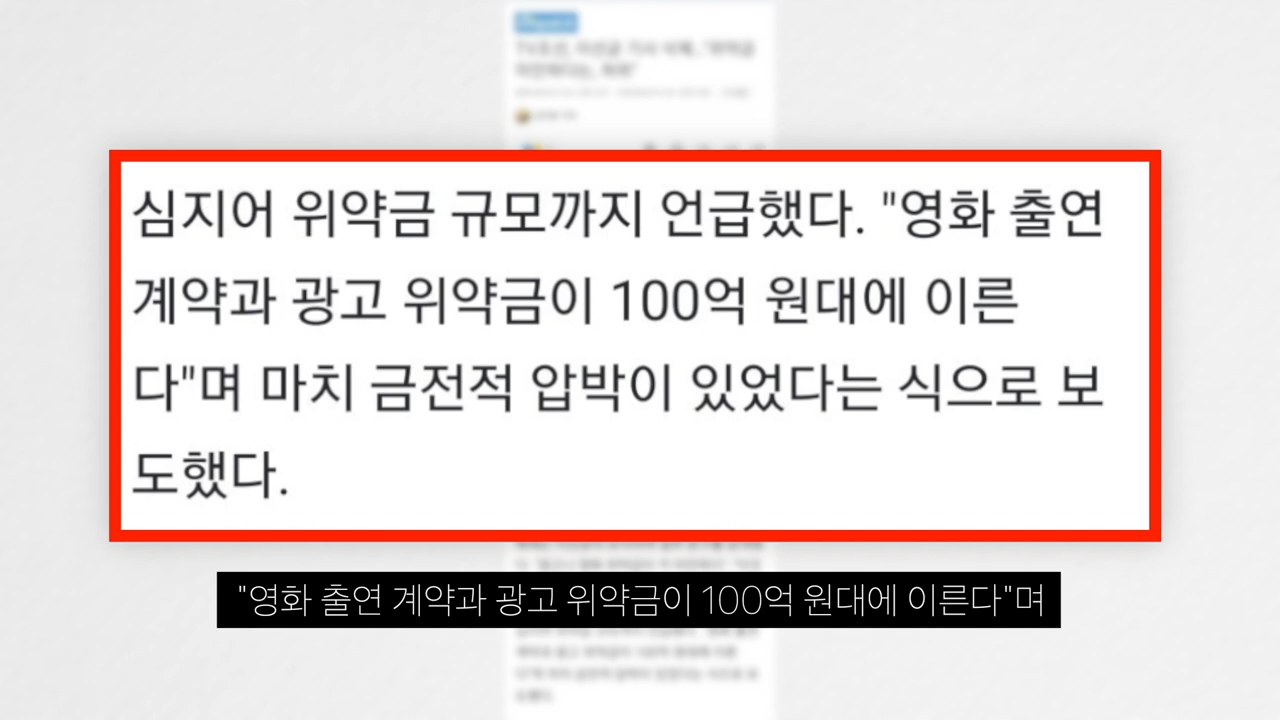 심지어 위약금 규모까지 언급했다. "영화 출연
계약과 광고 위약금이 100억 원대에 이른
다"며 마치 금전적 압박이 있었다는 식으로 보
도했다.
"영화 출연 계약과 광고 위약금이 100억 원대에 이른다"며